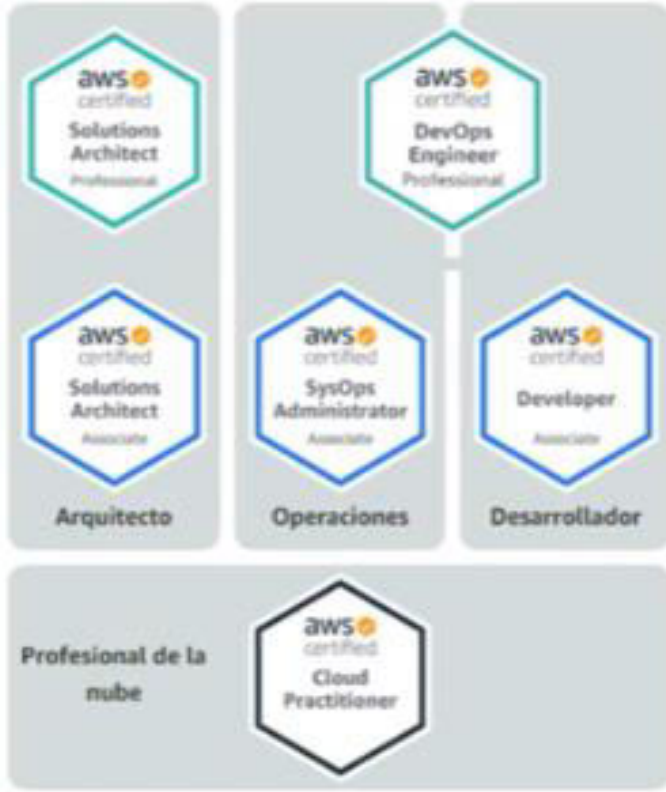 aws
certified
Solutions
Architect
Professional
aws
certified
DevOps
Engineer
Professional
aws
certified
Solutions
Architect
Associate
Arquitecto
aws
certified
SysOps
Administrator
Associate
Operaciones
aws
certified
Developer
Associate
Desarrollador
Profesional de la
nube
aws
certified
Cloud
Practitioner